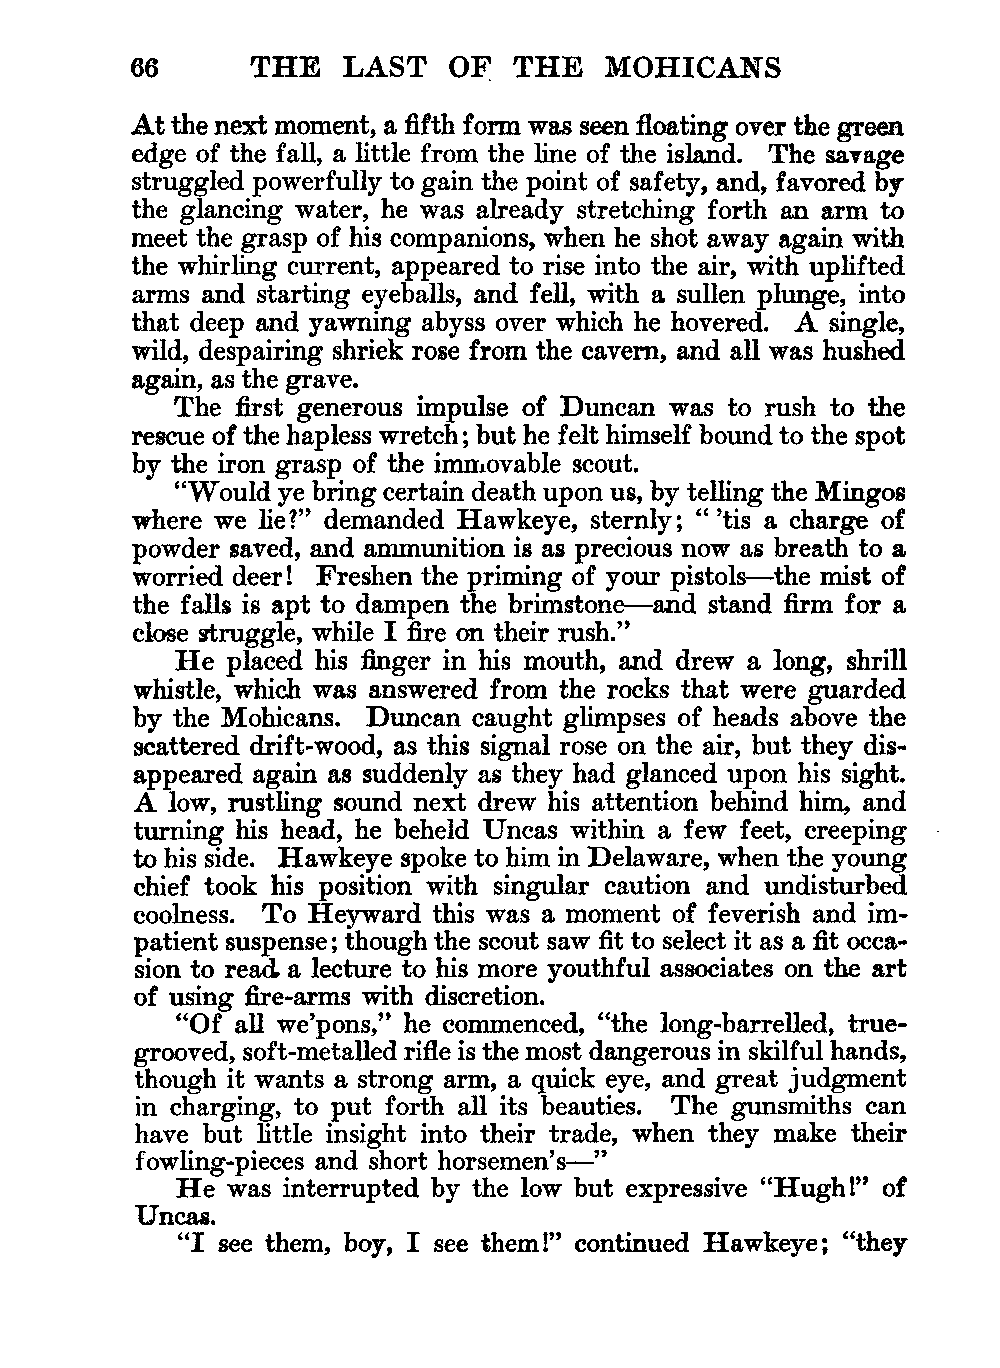 66 THE LAST OF THE MOHICANS
At the next moment, a fifth form was seen floating over the green
edge of the fall, a little from the line of the island. The savage
struggled powerfully to gain the point of safety, and, favored by
the glancing water, he was already stretching forth an arm to
meet the grasp of his companions, when he shot away again with
the whirling current, appeared to rise into the air, with uplifted
arms and starting eyeballs, and fell, with a sullen plunge, into
that deep and yawning abyss over which he hovered. A single,
wild, despairing shriek rose from the cavern, and all was hushed
again, as the grave.
The first generous impulse of Duncan was to rush to the
rescue of the hapless wretch; but he felt himself bound to the spot
by the iron grasp of the immovable scout.
“Would ye bring certain death upon us, by telling the Mingos
where we lie?” demanded Hawkeye, sternly; “ ’tis a charge of
powder saved, and ammunition is as precious now as breath to a
worried deer! Freshen the priming of your pistols—the mist of
the falls is apt to dampen the brimstone—and stand firm for a
close struggle, while I fire on their rush.”
He placed his finger in his mouth, and drew a long, shrill
whistle, which was answered from the rocks that were guarded
by the Mohicans. Duncan caught glimpses of heads above the
scattered drift-wood, as this signal rose on the air, but they dis-
appeared again as suddenly as they had glanced upon his sight.
A low, rustling sound next drew his attention behind him, and
turning his head, he beheld Uncas within a few feet, creeping
to his side. Hawkeye spoke to him in Delaware, when the young
chief took his position with singular caution and undisturbed
coolness. To Heyward this was a moment of feverish and im-
patient suspense; though the scout saw fit to select it as a fit occa-
sion to read a lecture to his more youthful associates on the art
of using fire-arms with discretion.
“Of all we’pons,” he commenced, “the long-barrelled, true-
grooved, soft-metalled rifle is the most dangerous in skilful hands,
though it wants a strong arm, a quick eye, and great judgment
in charging, to put forth all its beauties. The gunsmiths can
have but little insight into their trade, when they make their
fowling-pieces and short horsemen’s—”
He was interrupted by the low but expressive “Hugh!” of
Uncas.
“I see them, boy, I see them!” continued Hawkeye; “they